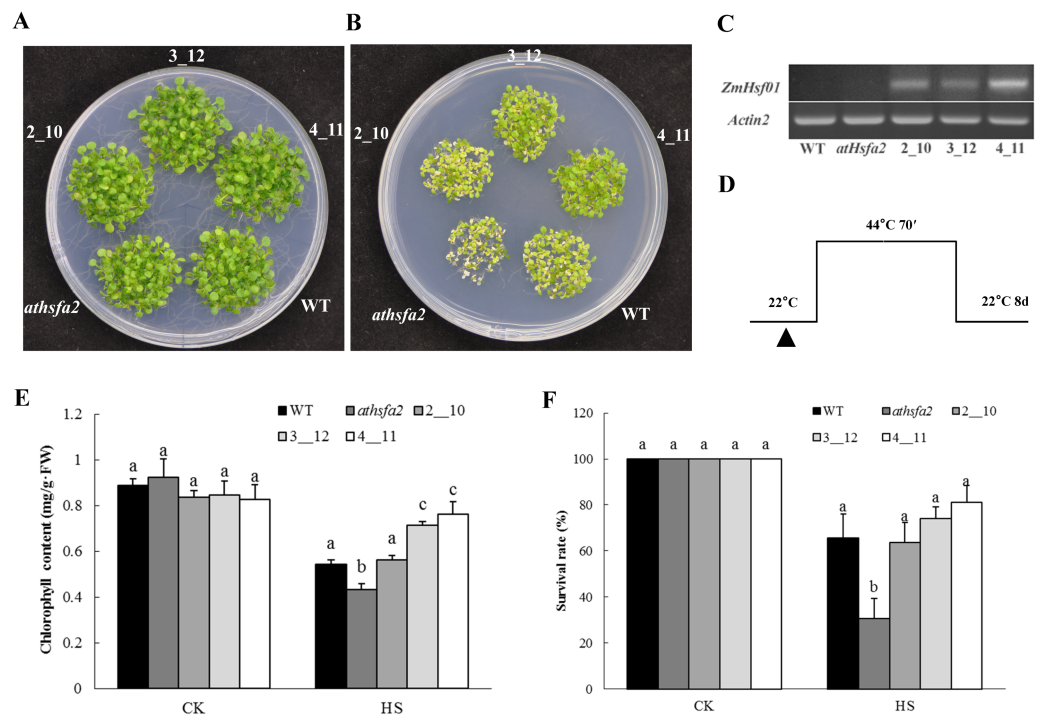 A
3_12
2_10
4_11
athsfa2
WT
B
3_12
2_10
4_11
athsfa2
WT
C
ZmHsf01
Actin2
WT atHsfa2 2_10 3_12 4_11
D
44°C 70′
22°C
22°C 8d
E
Chlorophyll content (mg/g·FW)
1.2
1
0.8
0.6
0.4
0.2
0
WT athsfa2 2__10
3__12 4__11
a a a a a
a b a c c
CK HS
F
Survival rate (%)
120
100
80
60
40
20
0
WT athsfa2 2__10
3__12 4__11
a a a a a
a b a a a
CK HS